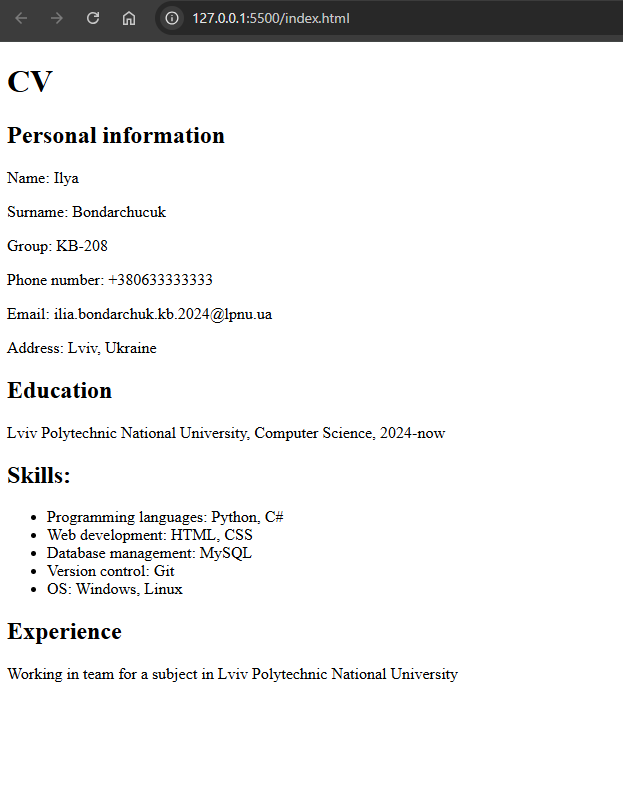 127.0.0.1:5500/index.html
CV
Personal information
Name: Ilya
Surname: Bondarchucuk
Group: KB-208
Phone number: +380633333333
Email: ilia.bondarchuk.kb.2024@lpnu.ua
Address: Lviv, Ukraine
Education
Lviv Polytechnic National University, Computer Science, 2024-now
Skills:
• Programming languages: Python, C#
• Web development: HTML, CSS
• Database management: MySQL
• Version control: Git
• OS: Windows, Linux
Experience
Working in team for a subject in Lviv Polytechnic National University